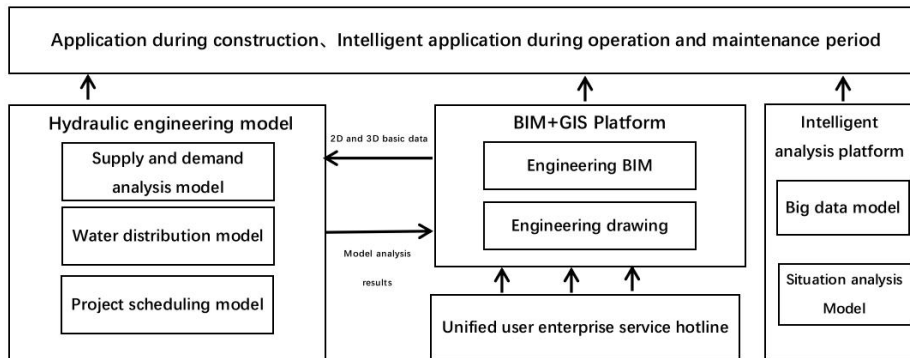 Application during construction、Intelligent application during operation and maintenance period
Hydraulic engineering model
Supply and demand
analysis model
Water distribution model
Project scheduling model
2D and 3D basic data
Model analysis
results
BIM+GIS Platform
Engineering BIM
Engineering drawing
Unified user enterprise service hotline
Intelligent
analysis platform
Big data model
Situation analysis
Model